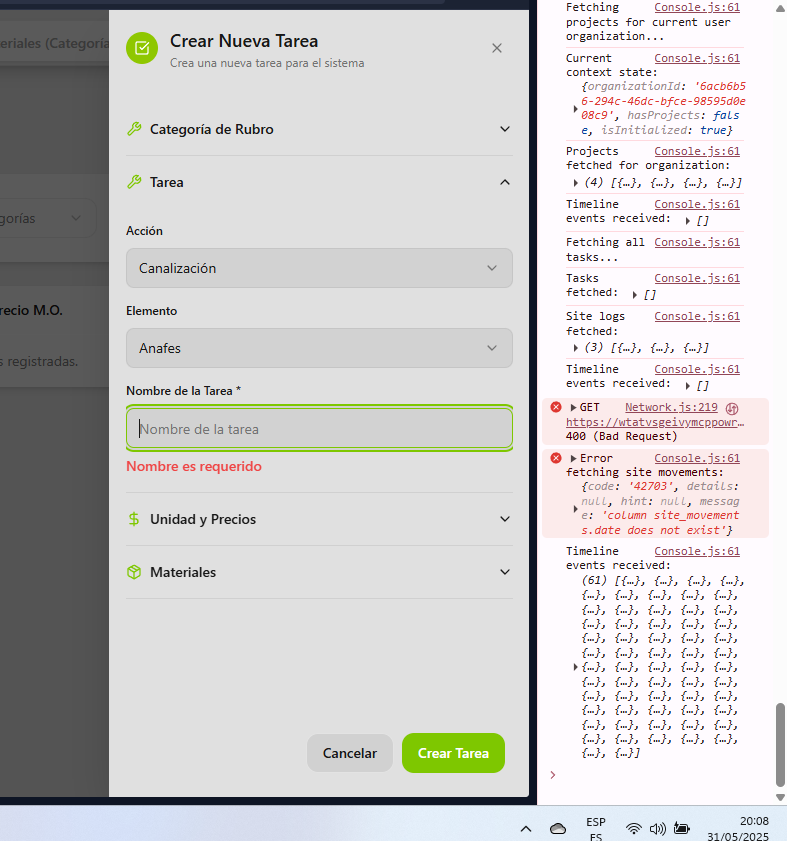 Crear Nueva Tarea
Crea una nueva tarea para el sistema
eriales (Categoría
Categoría de Rubro
Tarea
gorías
Acción
Canalización
Elemento
recio M.O.
Anafes
s registradas.
Nombre de la Tarea *
Nombre de la tarea
Nombre es requerido
Unidad y Precios
Materiales
Cancelar
Crear Tarea
Fetching Console.js:61
projects for current user
organization...
Current Console.js:61
context state:
{organizationId: '6acb6b5
6-294c-46dc-bfce-98595d0e
08c9', hasProjects: fals
e, isInitialized: true}
Projects Console.js:61
fetched for organization:
(4) [{…}, {…}, {…}, {…}]
Timeline Console.js:61
events received: []
Fetching all Console.js:61
tasks...
Tasks Console.js:61
fetched: []
Site logs Console.js:61
fetched:
(3) [{…}, {…}, {…}]
Timeline Console.js:61
events received: []
GET Network.js:219
https://wtatvsgeivymcppowr…
400 (Bad Request)
Error Console.js:61
fetching site movements:
{code: '42703', details:
null, hint: null, messag
e: 'column site_movement
s.date does not exist'}
Timeline Console.js:61
events received:
(61) [{…}, {…}, {…}, {…},
{…}, {…}, {…}, {…}, {…},
{…}, {…}, {…}, {…}, {…},
{…}, {…}, {…}, {…}, {…},
{…}, {…}, {…}, {…}, {…},
{…}, {…}, {…}, {…}, {…},
{…}, {…}, {…}, {…}, {…},
{…}, {…}, {…}, {…}, {…},
{…}, {…}, {…}, {…}, {…},
{…}, {…}, {…}, {…}, {…},
{…}, {…}, {…}, {…}, {…},
{…}, {…}, {…}, {…}, {…},
{…}, {…}]
ESP
ES
20:08
31/05/2025